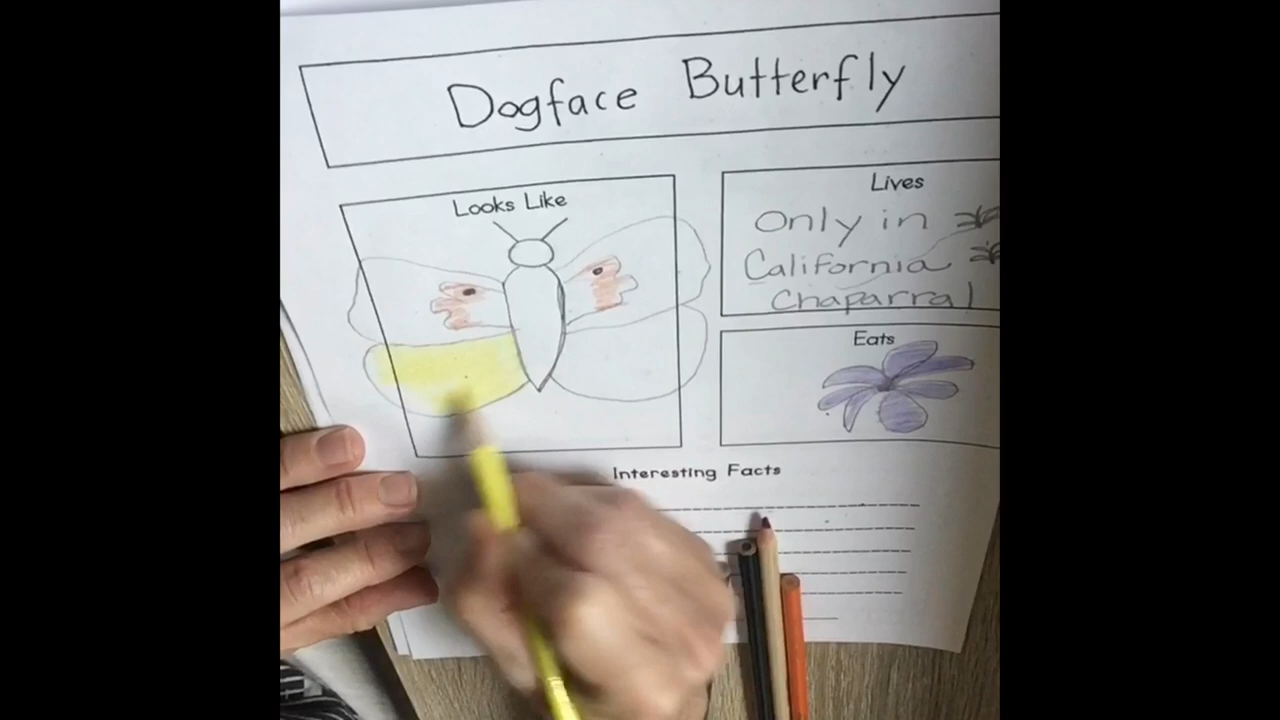 Dogface Butterfly
Looks Like
Lives
Only in
California
Chaparral
Eats
Interesting Facts